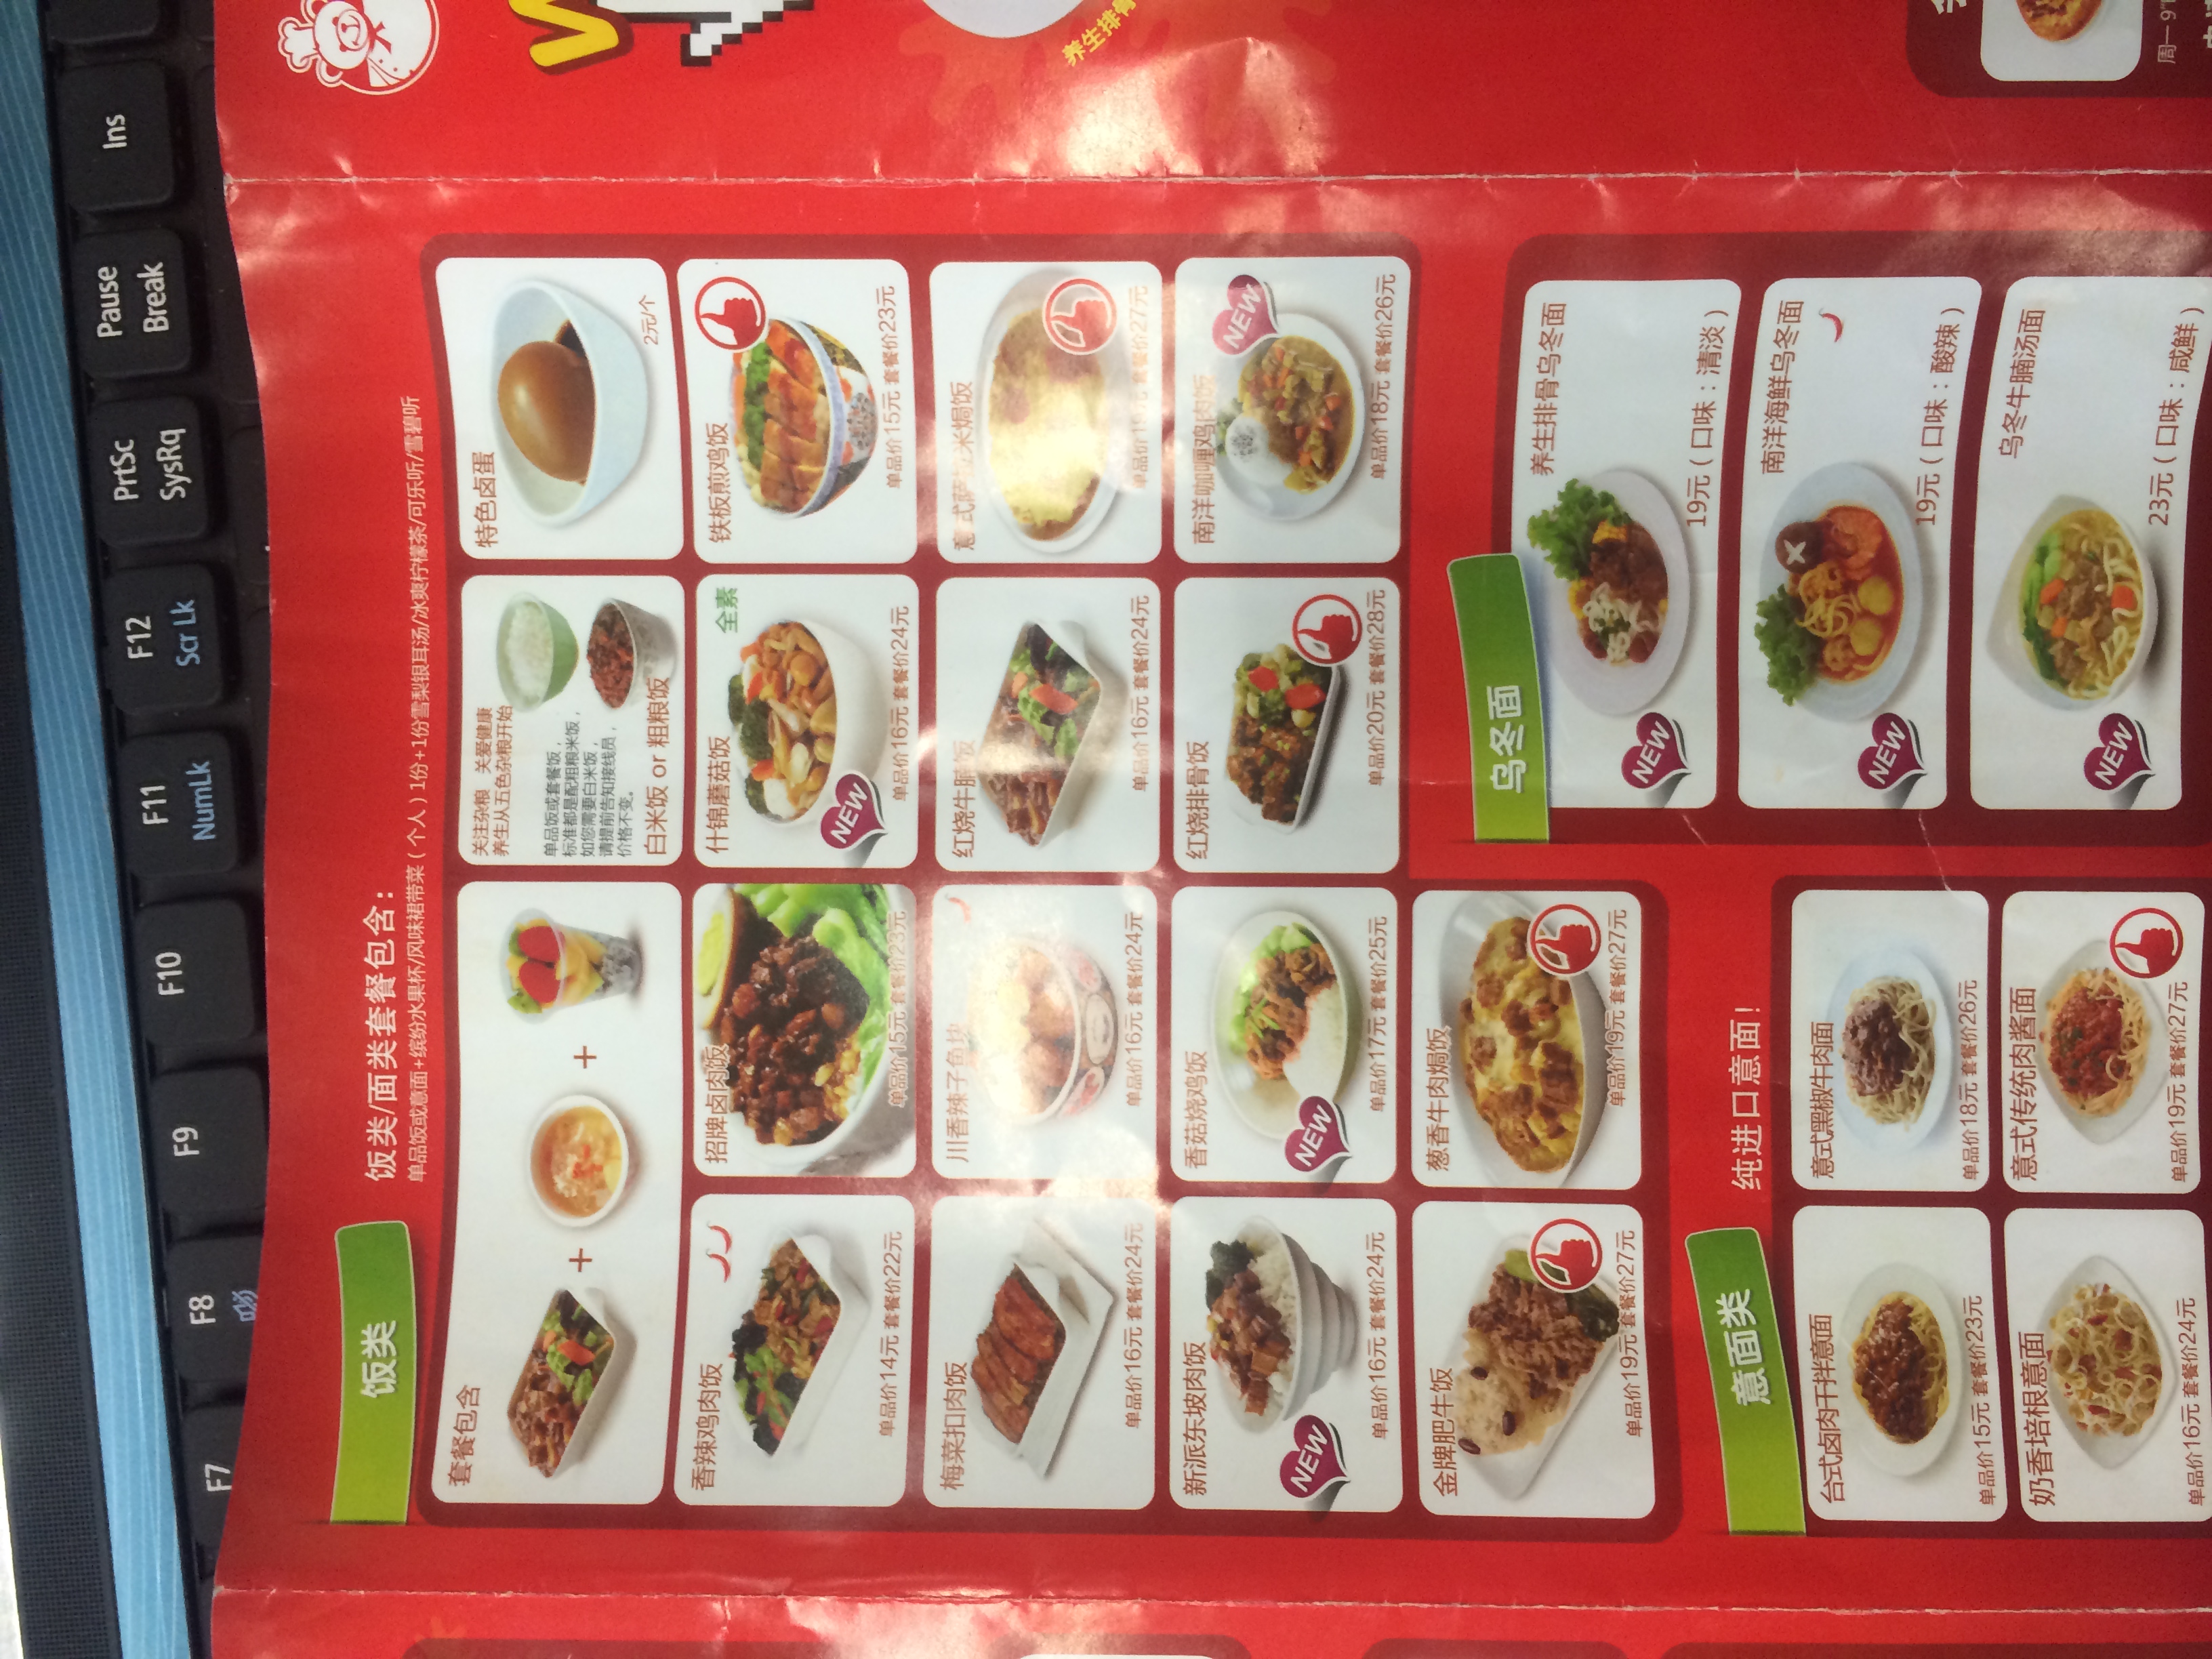 F7
F8
F9
F10
F11
NumLk
F12
Scr Lk
PrtSc
SysRq
Pause
Break
Ins
饭类
饭类/面类套餐包含：
单品饭或意面+缤纷水果杯/风味裙带菜（个人）1份+1份雪梨银耳汤/冰爽柠檬茶/可乐听/雪碧听
套餐包含
+
+
关注杂粮 关爱健康
养生从五色杂粮开始
单品饭或套餐饭，
标准都是配粗粮米饭，
如您需要白米饭，
请提前告知接线员，
价格不变。
白米饭 or 粗粮饭
特色卤蛋
2元/个
香辣鸡肉饭
单品价14元 套餐价22元
招牌卤肉饭
单品价15元 套餐价23元
什锦蘑菇饭
全素
NEW
单品价16元 套餐价24元
铁板煎鸡饭
单品价15元 套餐价23元
梅菜扣肉饭
单品价16元 套餐价24元
川香辣子鱼块
单品价16元 套餐价24元
红烧牛腩饭
单品价16元 套餐价24元
意式萨拉米焗饭
单品价19元 套餐价27元
新派东坡肉饭
NEW
单品价16元 套餐价24元
香菇烧鸡饭
NEW
单品价17元 套餐价25元
红烧排骨饭
单品价20元 套餐价28元
南洋咖喱鸡肉饭
NEW
单品价18元 套餐价26元
金牌肥牛饭
单品价19元 套餐价27元
葱香牛肉焗饭
单品价19元 套餐价27元
意面类
纯进口意面！
台式卤肉干拌意面
单品价15元 套餐价23元
意式黑椒牛肉面
单品价18元 套餐价26元
奶香培根意面
单品价16元 套餐价24元
意式传统肉酱面
单品价19元 套餐价27元
乌冬面
养生排骨乌冬面
NEW
19元（口味：清淡）
南洋海鲜乌冬面
NEW
19元（口味：酸辣）
乌冬牛腩汤面
NEW
23元（口味：咸鲜）
养生排骨
周一 9